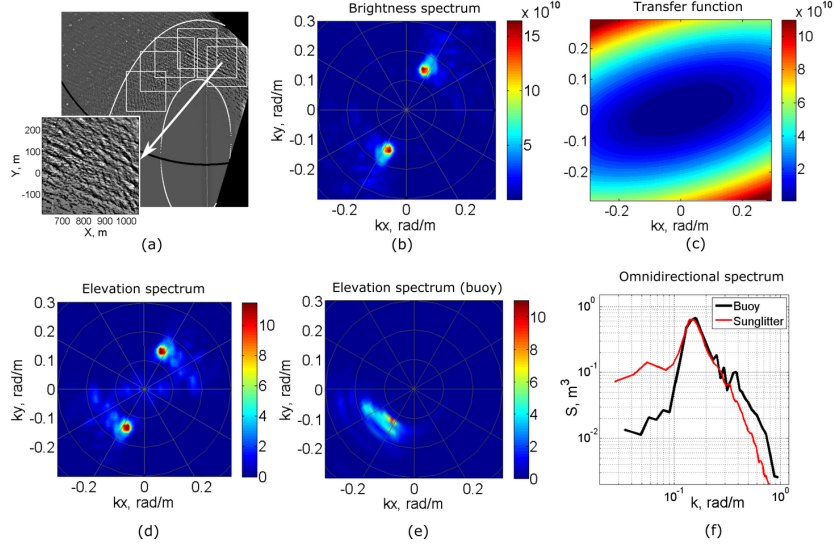 Brightness spectrum
Transfer function
200
100
0
-100
Y, m
700 800 900 1000
X, m
(a)
0.3
0.2
0.1
0
-0.1
-0.2
ky, rad/m
-0.2 0 0.2
kx, rad/m
x 10^10
15
10
5
(b)
0.2
0.1
0
-0.1
-0.2
-0.2 0 0.2
kx, rad/m
x 10^10
10
8
6
4
2
(c)
Elevation spectrum
0.3
0.2
0.1
0
-0.1
-0.2
ky, rad/m
-0.2 0 0.2
kx, rad/m
10
8
6
4
2
0
(d)
Elevation spectrum (buoy)
0.3
0.2
0.1
0
-0.1
-0.2
ky, rad/m
-0.2 0 0.2
kx, rad/m
10
8
6
4
2
0
(e)
Omnidirectional spectrum
Buoy
Sunglitter
10^0
10^-1
10^-2
S, m^3
10^-1 10^0
k, rad/m
(f)